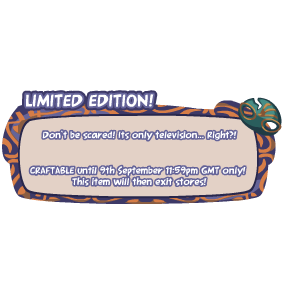 LIMITED EDITION!
Don't be scared! Its only television... Right?!
CRAFTABLE until 9th September 11:59pm GMT only!
This item will then exit stores!